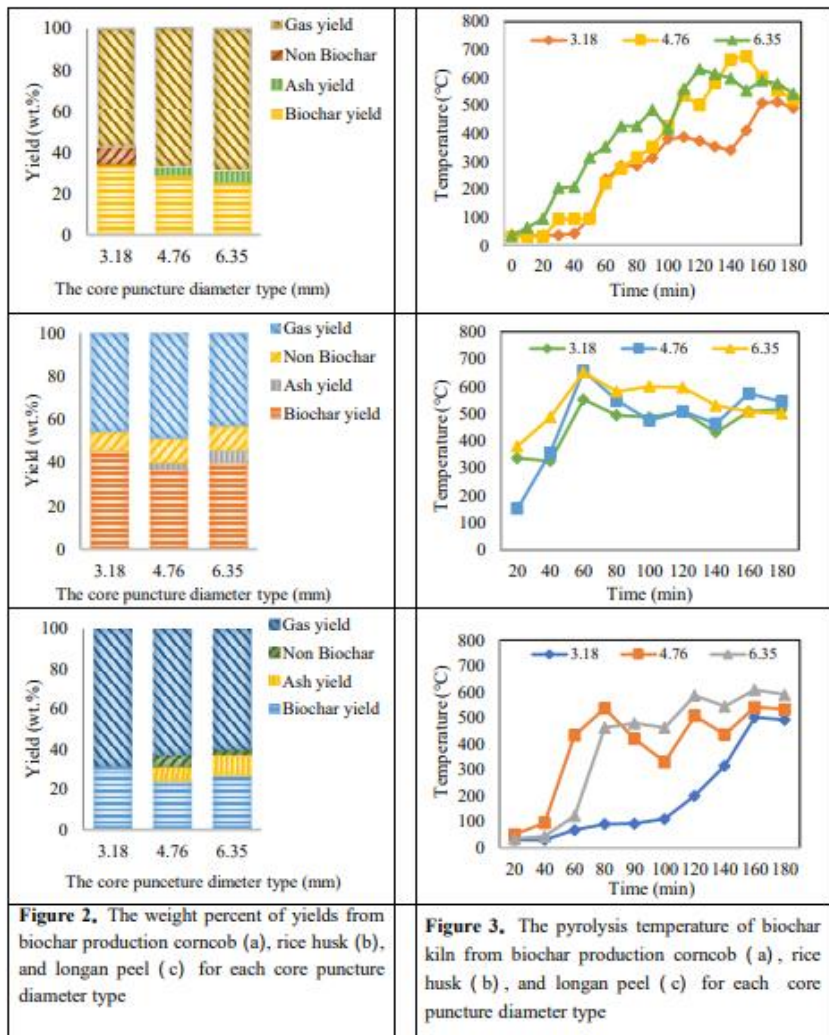 100
80
60
40
20
0
Yield (wt.%)
3.18 4.76 6.35
The core puncture diameter type (mm)
Gas yield
Non Biochar
Ash yield
Biochar yield
800
700
600
500
400
300
200
100
0
Temperature (°C)
3.18 4.76 6.35
0 20 40 60 80 100 120 140 160 180
Time (min)
100
80
60
40
20
0
Yield (wt.%)
3.18 4.76 6.35
The core puncture diameter type (mm)
Gas yield
Non Biochar
Ash yield
Biochar yield
800
700
600
500
400
300
200
100
0
Temperature (°C)
3.18 4.76 6.35
20 40 60 80 100 120 140 160 180
Time (min)
100
80
60
40
20
0
Yield (wt.%)
3.18 4.76 6.35
The core punceture dimeter type (mm)
Gas yield
Non Biochar
Ash yield
Biochar yield
800
700
600
500
400
300
200
100
0
Temperature (°C)
3.18 4.76 6.35
20 40 60 80 90 100 120 140 160 180
Time (min)
Figure 2. The weight percent of yields from
biochar production corncob (a), rice husk (b),
and longan peel (c) for each core puncture
diameter type
Figure 3. The pyrolysis temperature of biochar
kiln from biochar production corncob (a), rice
husk (b), and longan peel (c) for each core
puncture diameter type